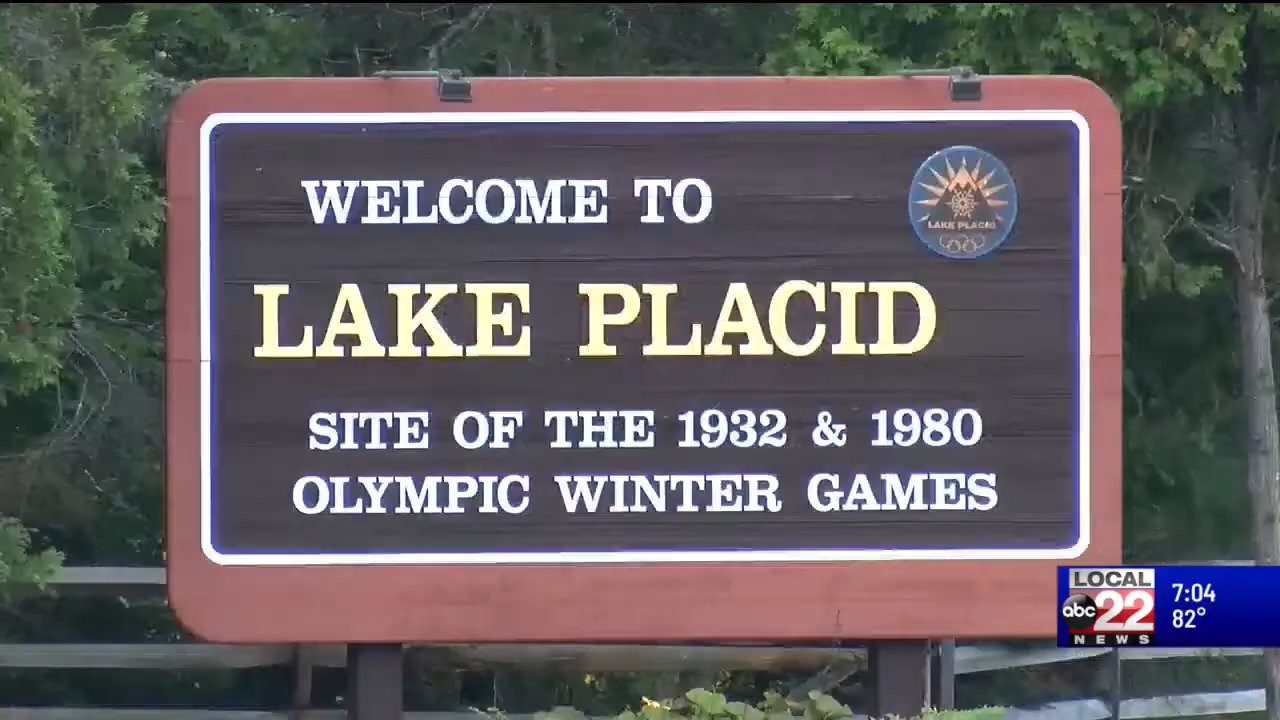 WELCOME TO
LAKE PLACID
LAKE PLACID
SITE OF THE 1932 & 1980
OLYMPIC WINTER GAMES
LOCAL
abc 22
NEWS
7:04
82°